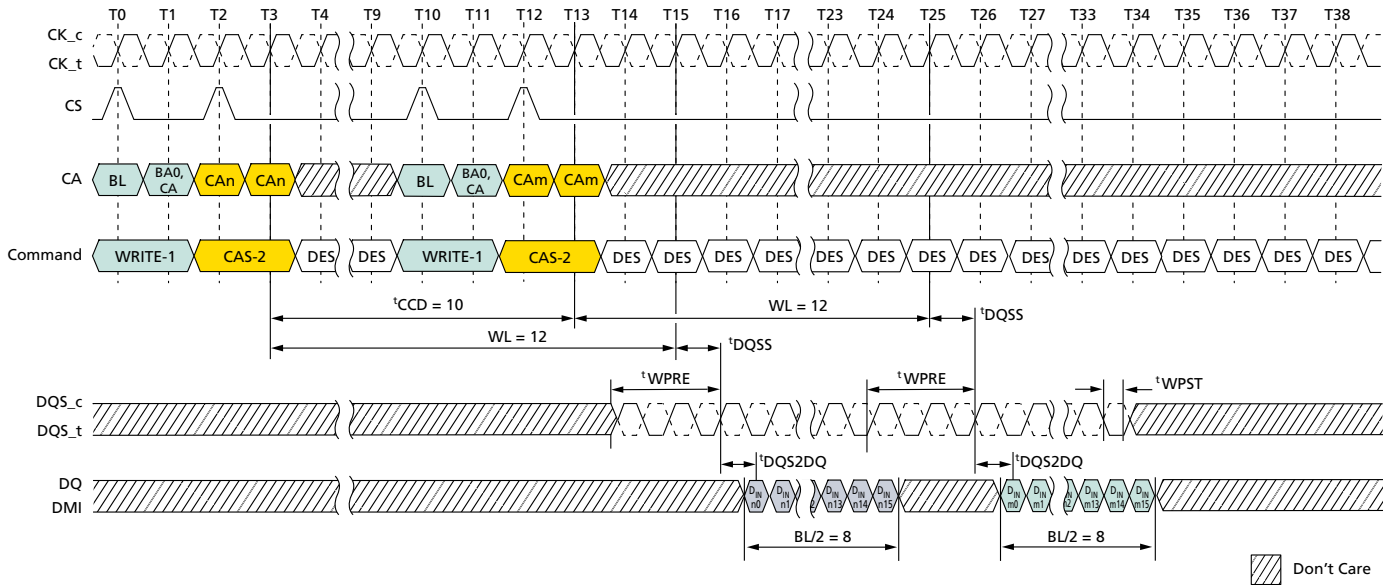 T0 T1 T2 T3 T4 T9 T10 T11 T12 T13 T14 T15 T16 T17 T23 T24 T25 T26 T27 T33 T34 T35 T36 T37 T38
CK_c
CK_t
CS
CA BL BA0, CA CAn CAn BL BA0, CA CAm CAm
Command WRITE-1 CAS-2 DES DES WRITE-1 CAS-2 DES DES DES DES DES DES DES DES DES DES DES DES DES DES DES
tCCD = 10 WL = 12 tDQSS
WL = 12 tDQSS
tWPRE tWPRE tWPST
DQS_c
DQS_t
tDQS2DQ tDQS2DQ
DQ DIN n0 DIN n1 DIN n13 DIN n14 DIN n15 DIN m0 DIN m1 DIN m13 DIN m14 DIN m15
DMI
BL/2 = 8 BL/2 = 8
Don't Care